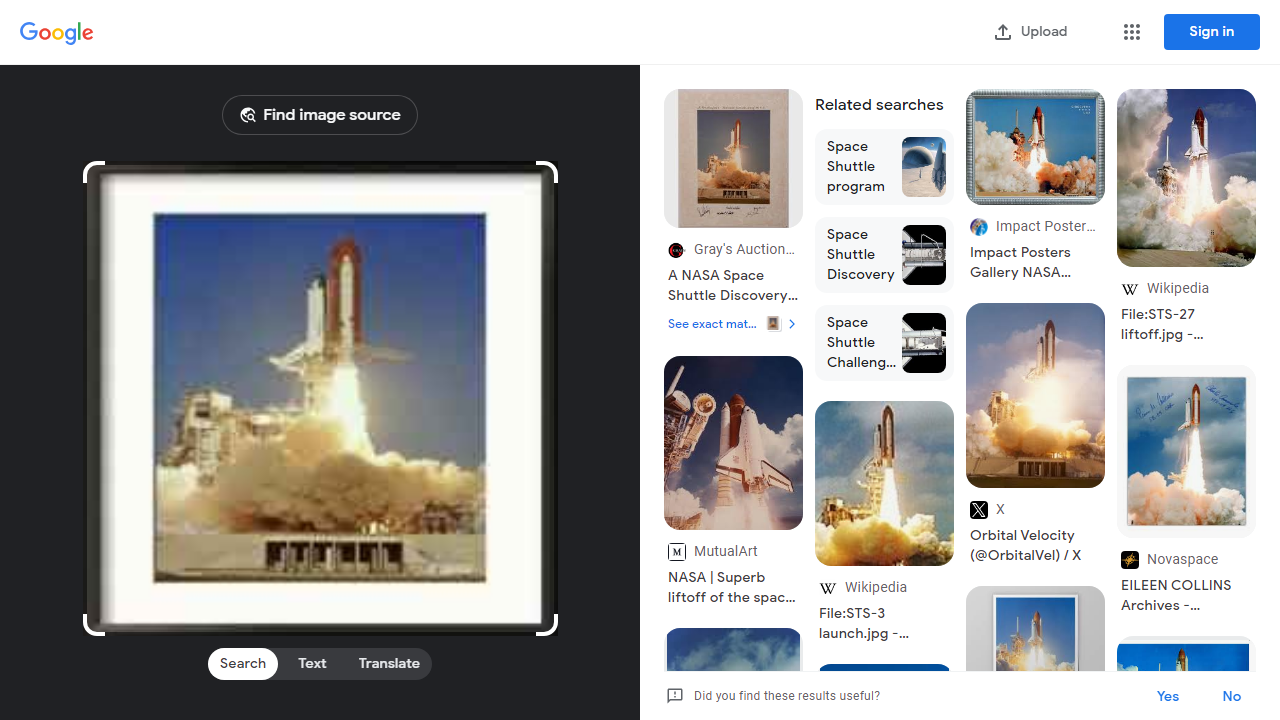 Google
Upload
Sign in
Find image source
Search
Text
Translate
Gray's Auction...
A NASA Space
Shuttle Discovery...
See exact mat...
MutualArt
NASA | Superb
liftoff of the spac...
Related searches
Space
Shuttle
program
Space
Shuttle
Discovery
Space
Shuttle
Challeng...
Wikipedia
File:STS-3
launch.jpg -...
Impact Poster...
Impact Posters
Gallery NASA...
X
Orbital Velocity
(@OrbitalVel) / X
Wikipedia
File:STS-27
liftoff.jpg -...
Novaspace
EILEEN COLLINS
Archives -...
Did you find these results useful?
Yes
No